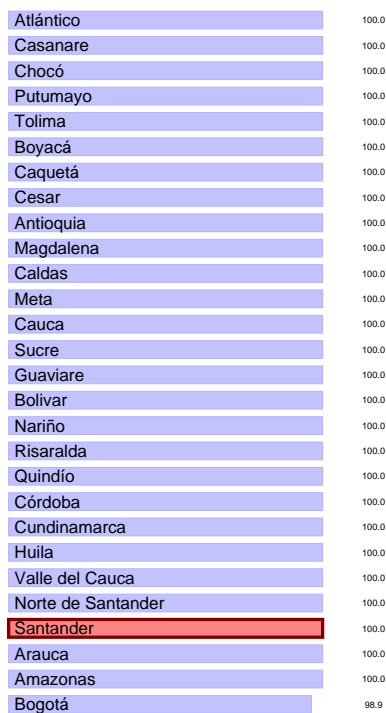 Atlántico 100.0
Casanare 100.0
Chocó 100.0
Putumayo 100.0
Tolima 100.0
Boyacá 100.0
Caquetá 100.0
Cesar 100.0
Antioquia 100.0
Magdalena 100.0
Caldas 100.0
Meta 100.0
Cauca 100.0
Sucre 100.0
Guaviare 100.0
Bolivar 100.0
Nariño 100.0
Risaralda 100.0
Quindío 100.0
Córdoba 100.0
Cundinamarca 100.0
Huila 100.0
Valle del Cauca 100.0
Norte de Santander 100.0
Santander 100.0
Arauca 100.0
Amazonas 100.0
Bogotá 98.9